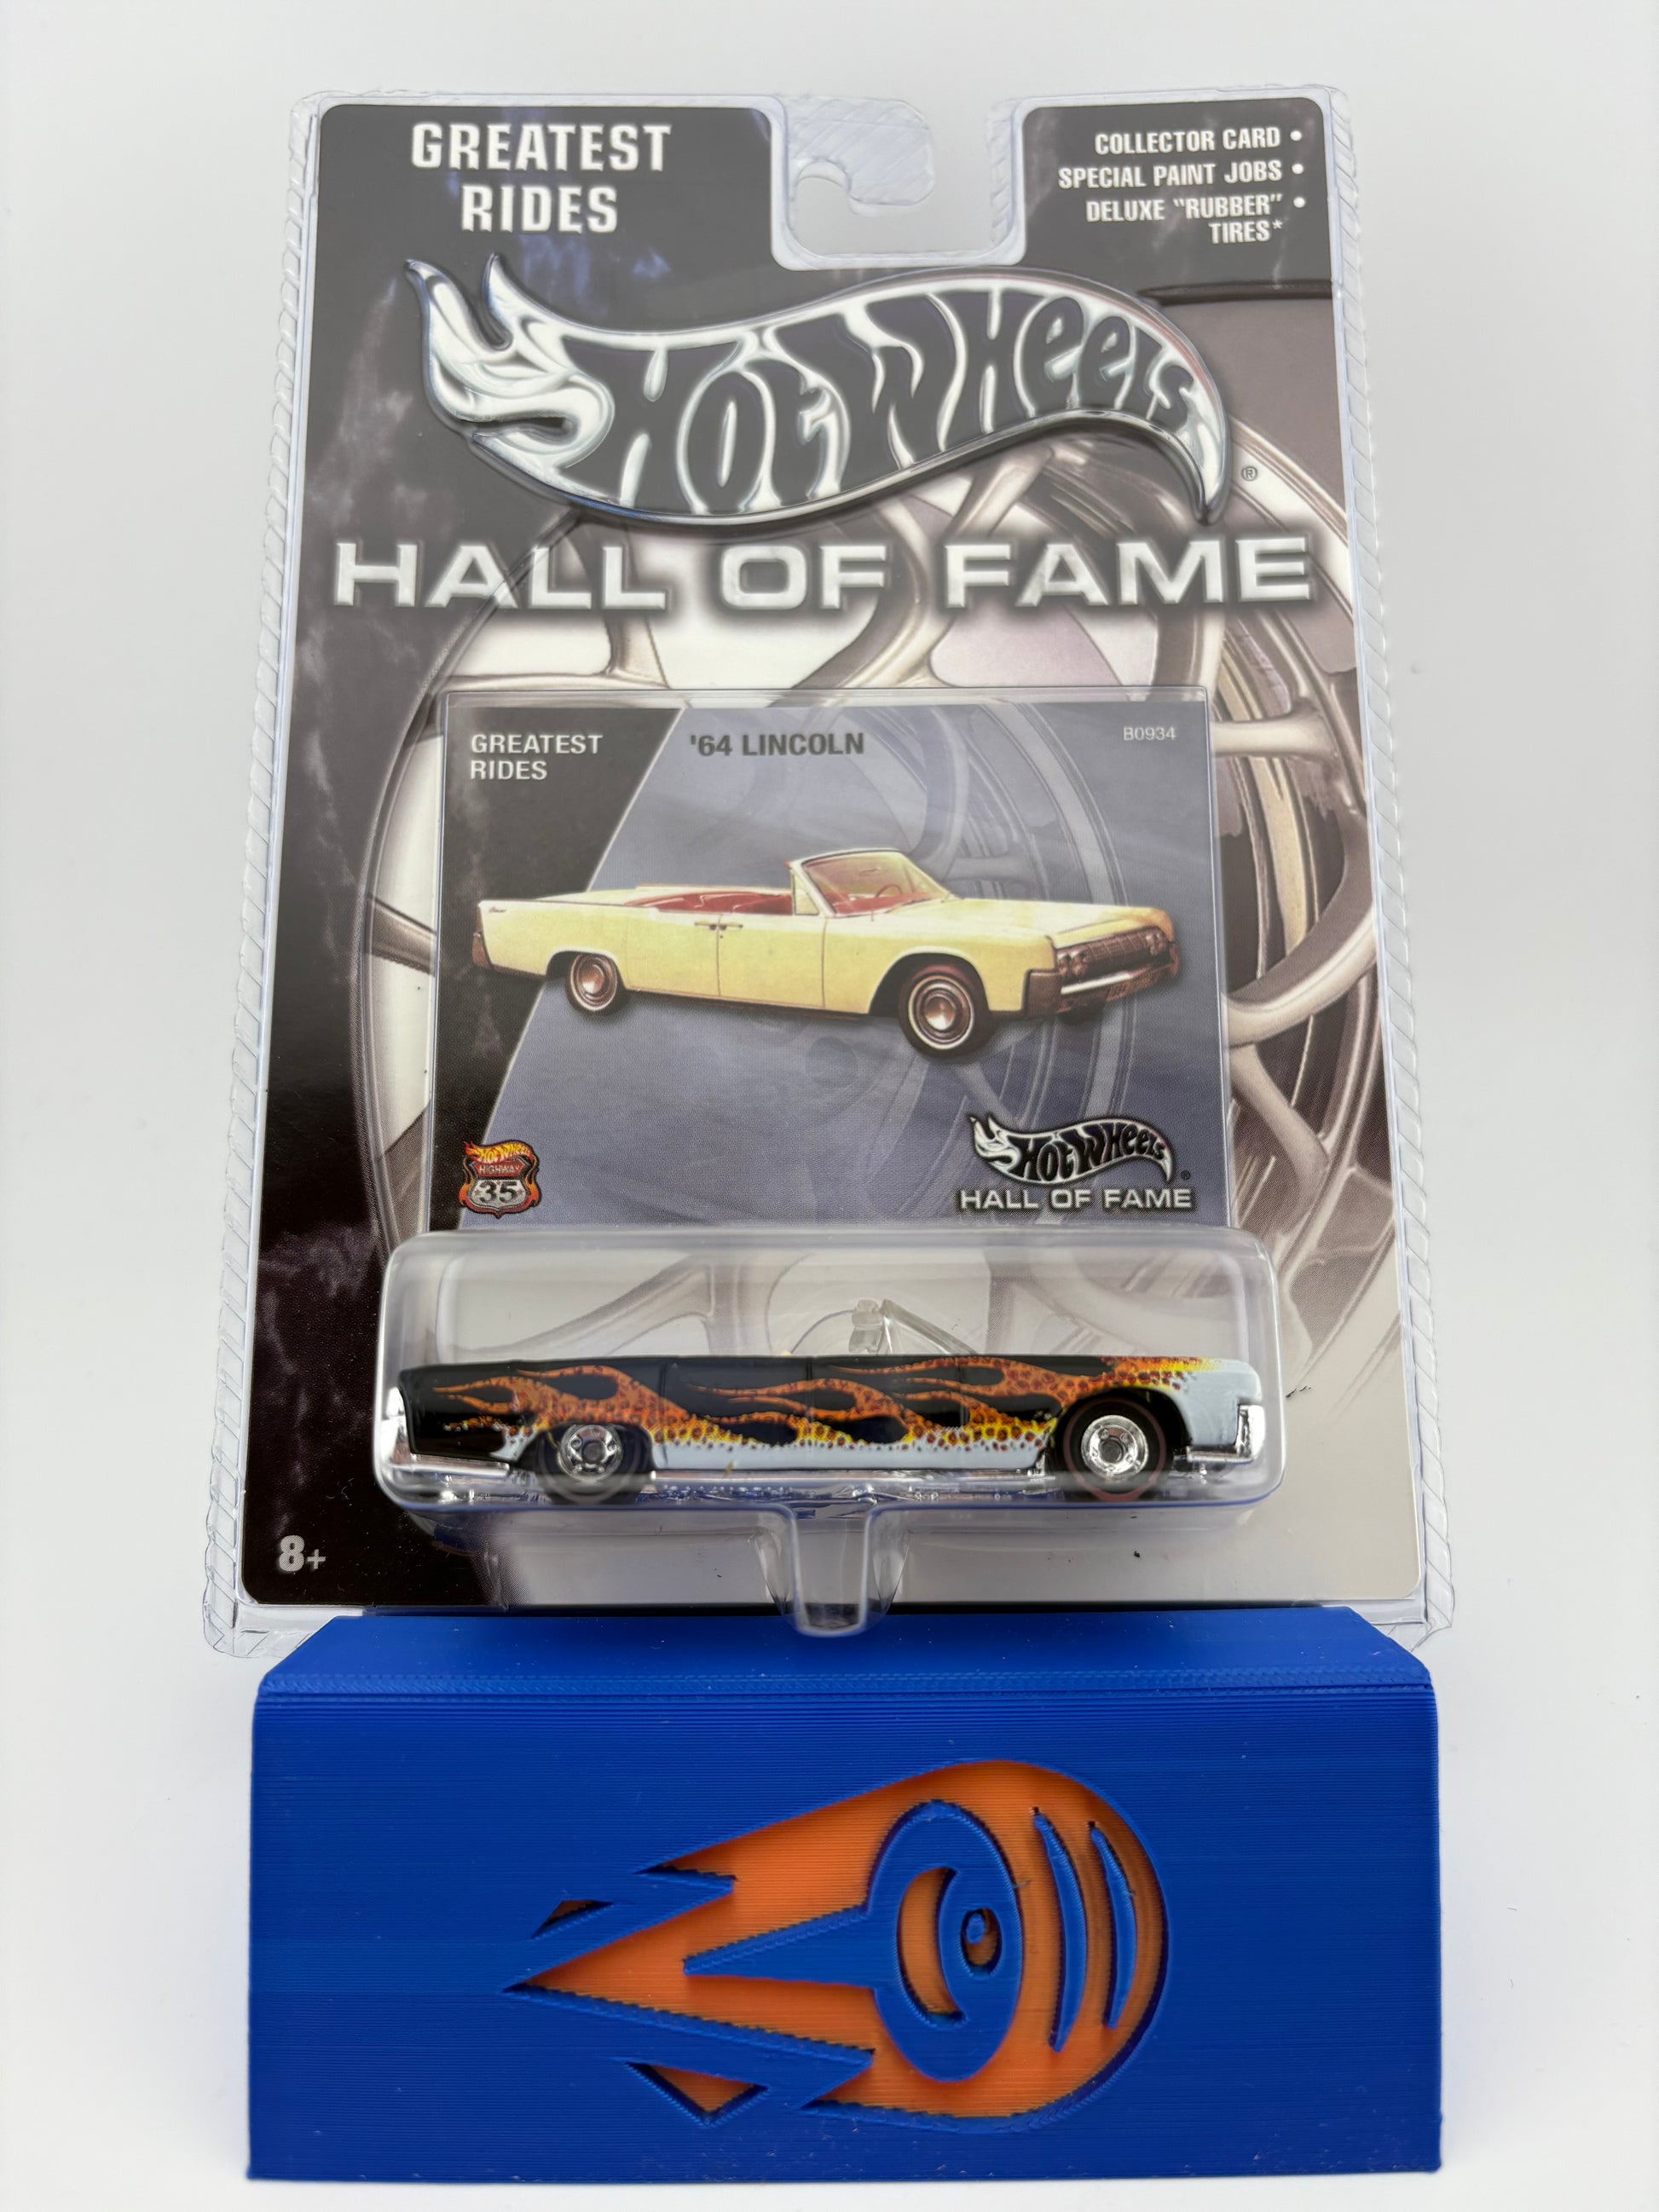 GREATEST
RIDES
COLLECTOR CARD •
SPECIAL PAINT JOBS •
DELUXE "RUBBER" •
TIRES*
HOT WHEELS
®
HALL OF FAME
GREATEST
RIDES
'64 LINCOLN
B0934
HOT WHEELS
HIGHWAY
35
HOT WHEELS
®
HALL OF FAME
8+